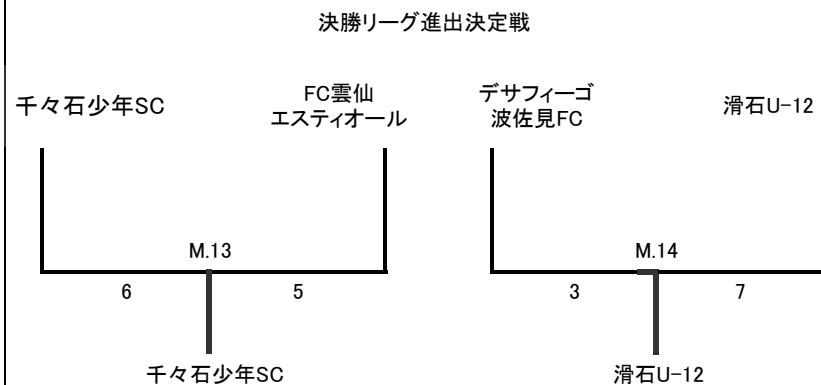 決勝リーグ進出決定戦
千々石少年SC
FC雲仙
エスティオール
デサフィーゴ
波佐見FC
滑石U-12
M.13
M.14
6
5
3
7
千々石少年SC
滑石U-12